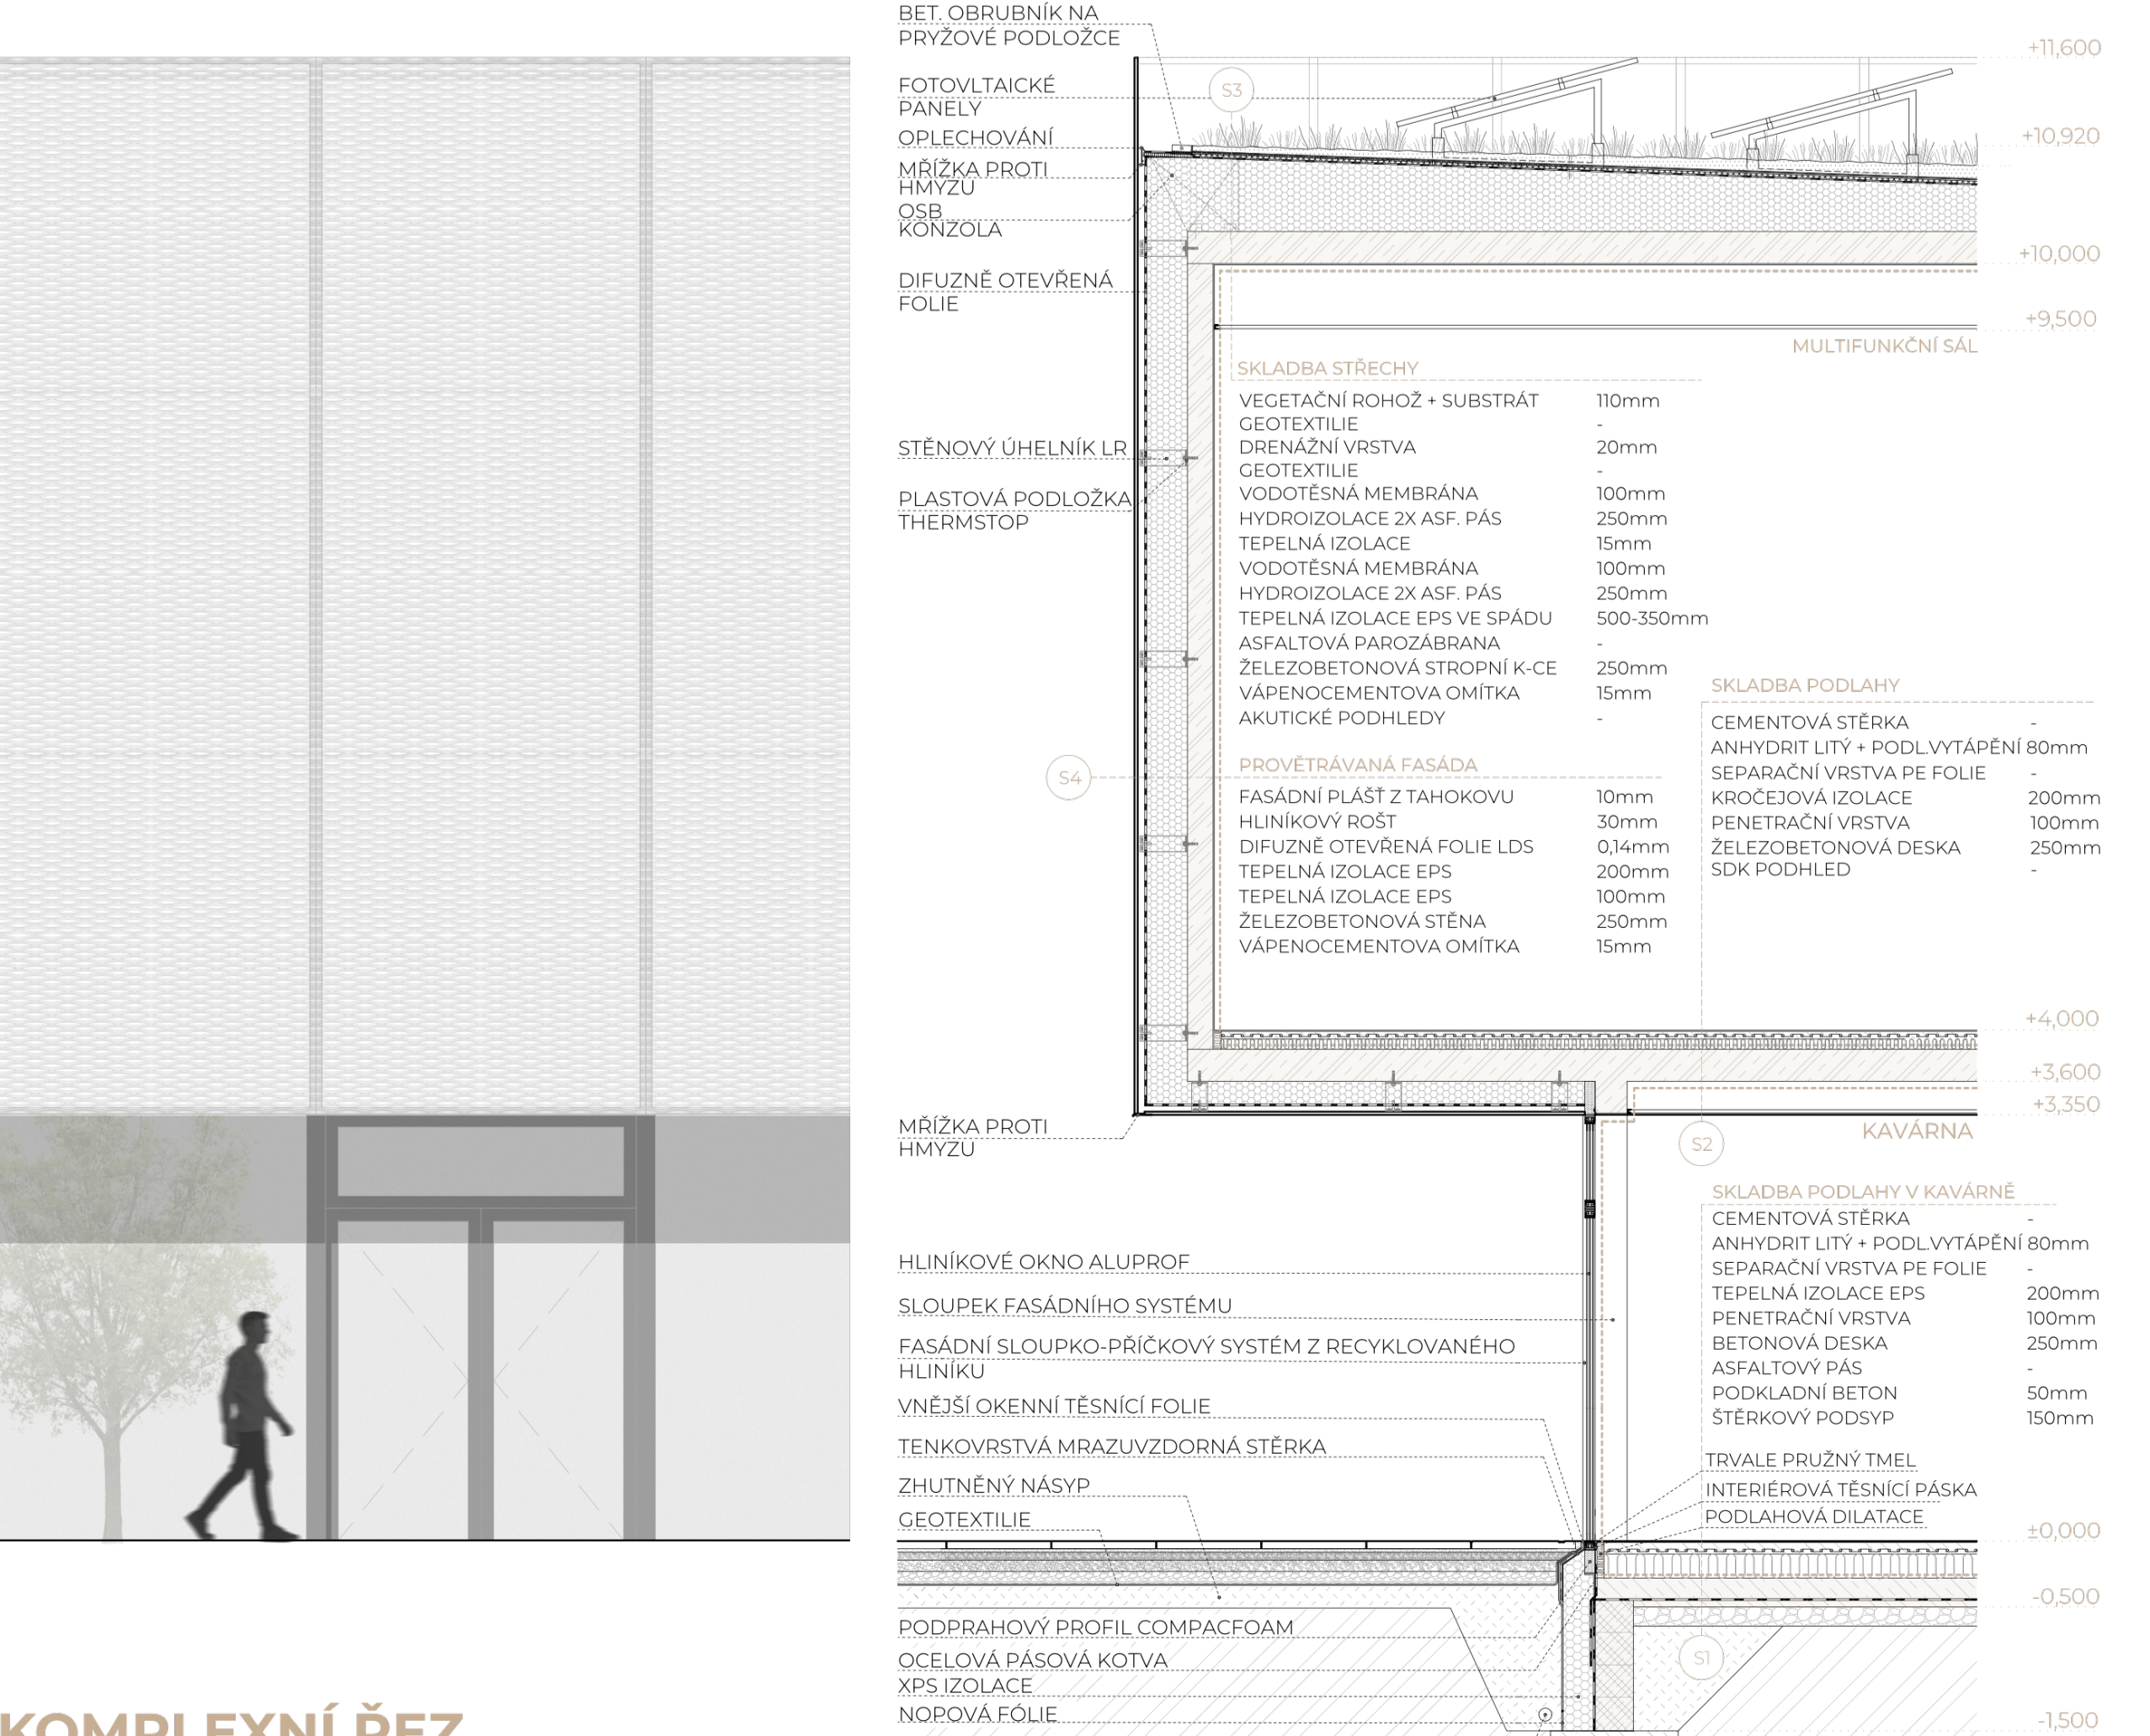 BET. OBRUBNÍK NA
PRYŽOVÉ PODLOŽCE
FOTOVLTAICKÉ
PANELY
OPLECHOVÁNÍ
MŘÍŽKA PROTI
HMYZU
OSB
KONZOLA
DIFUZNĚ OTEVŘENÁ
FOLIE
STĚNOVÝ ÚHELNÍK LR
PLASTOVÁ PODLOŽKA
THERMSTOP
MŘÍŽKA PROTI
HMYZU
HLINÍKOVÉ OKNO ALUPROF
SLOUPEK FASÁDNÍHO SYSTÉMU
FASÁDNÍ SLOUPKO-PŘÍČKOVÝ SYSTÉM Z RECYKLOVANÉHO
HLINÍKU
VNĚJŠÍ OKENNÍ TĚSNÍCÍ FOLIE
TENKOVRSTVÁ MRAZUVZDORNÁ STĚRKA
ZHUTNĚNÝ NÁSYP
GEOTEXTILIE
PODPRAHOVÝ PROFIL COMPACFOAM
OCELOVÁ PÁSOVÁ KOTVA
XPS IZOLACE
NOPOVÁ FÓLIE
S3
S4
SKLADBA STŘECHY
VEGETAČNÍ ROHOŽ + SUBSTRÁT 110mm
GEOTEXTILIE -
DRENÁŽNÍ VRSTVA 20mm
GEOTEXTILIE -
VODOTĚSNÁ MEMBRÁNA 100mm
HYDROIZOLACE 2X ASF. PÁS 250mm
TEPELNÁ IZOLACE 15mm
VODOTĚSNÁ MEMBRÁNA 100mm
HYDROIZOLACE 2X ASF. PÁS 250mm
TEPELNÁ IZOLACE EPS VE SPÁDU 500-350mm
ASFALTOVÁ PAROZÁBRANA -
ŽELEZOBETONOVÁ STROPNÍ K-CE 250mm
VÁPENOCEMENTOVA OMÍTKA 15mm
AKUTICKÉ PODHLEDY -
PROVĚTRÁVANÁ FASÁDA
FASÁDNÍ PLÁŠŤ Z TAHOKOVU 10mm
HLINÍKOVÝ ROŠT 30mm
DIFUZNĚ OTEVŘENÁ FOLIE LDS 0,14mm
TEPELNÁ IZOLACE EPS 200mm
TEPELNÁ IZOLACE EPS 100mm
ŽELEZOBETONOVÁ STĚNA 250mm
VÁPENOCEMENTOVA OMÍTKA 15mm
MULTIFUNKČNÍ SÁL
SKLADBA PODLAHY
CEMENTOVÁ STĚRKA -
ANHYDRIT LITÝ + PODL.VYTÁPĚNÍ 80mm
SEPARAČNÍ VRSTVA PE FOLIE -
KROČEJOVÁ IZOLACE 200mm
PENETRAČNÍ VRSTVA 100mm
ŽELEZOBETONOVÁ DESKA 250mm
SDK PODHLED -
S2
KAVÁRNA
SKLADBA PODLAHY V KAVÁRNĚ
CEMENTOVÁ STĚRKA -
ANHYDRIT LITÝ + PODL.VYTÁPĚNÍ 80mm
SEPARAČNÍ VRSTVA PE FOLIE -
TEPELNÁ IZOLACE EPS 200mm
PENETRAČNÍ VRSTVA 100mm
BETONOVÁ DESKA 250mm
ASFALTOVÝ PÁS -
PODKLADNÍ BETON 50mm
ŠTĚRKOVÝ PODSYP 150mm
TRVALE PRUŽNÝ TMEL
INTERIÉROVÁ TĚSNÍCÍ PÁSKA
PODLAHOVÁ DILATACE
S1
+11,600
+10,920
+10,000
+9,500
+4,000
+3,600
+3,350
±0,000
-0,500
-1,500
KOMPLEXNÍ ŘEZ